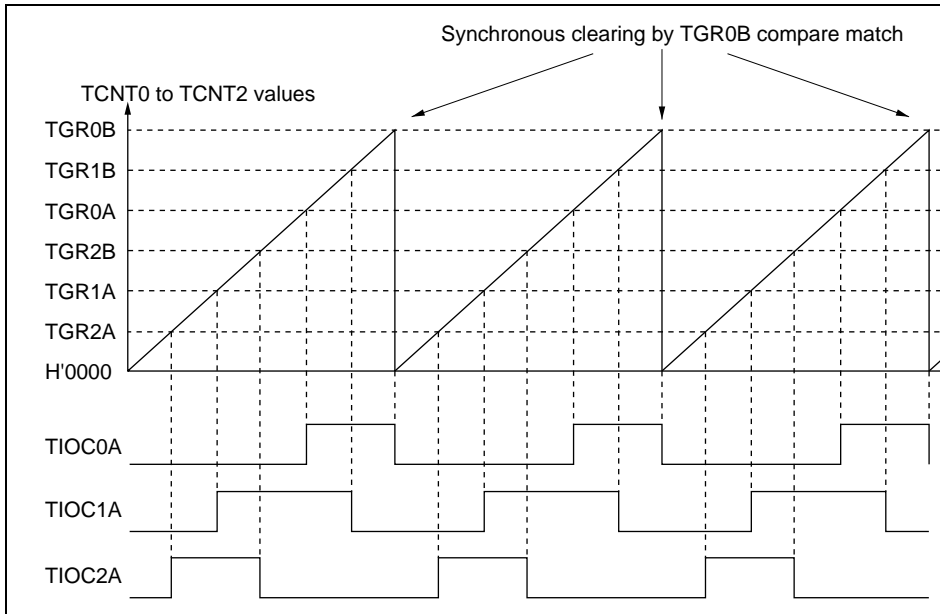 Synchronous clearing by TGR0B compare match
TCNT0 to TCNT2 values
TGR0B
TGR1B
TGR0A
TGR2B
TGR1A
TGR2A
H'0000
TIOC0A
TIOC1A
TIOC2A